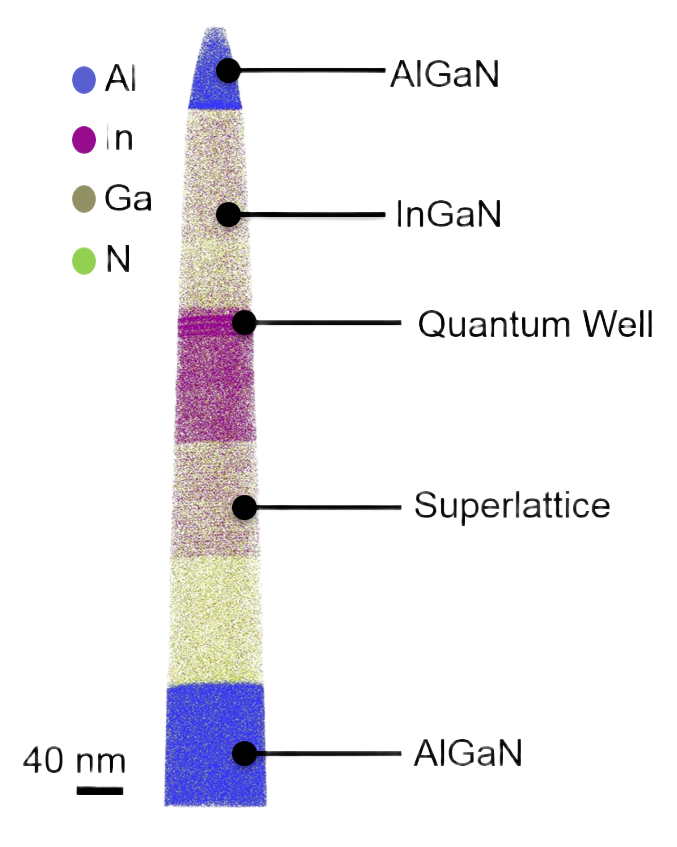 Al
In
Ga
N
AlGaN
InGaN
Quantum Well
Superlattice
AlGaN
40 nm